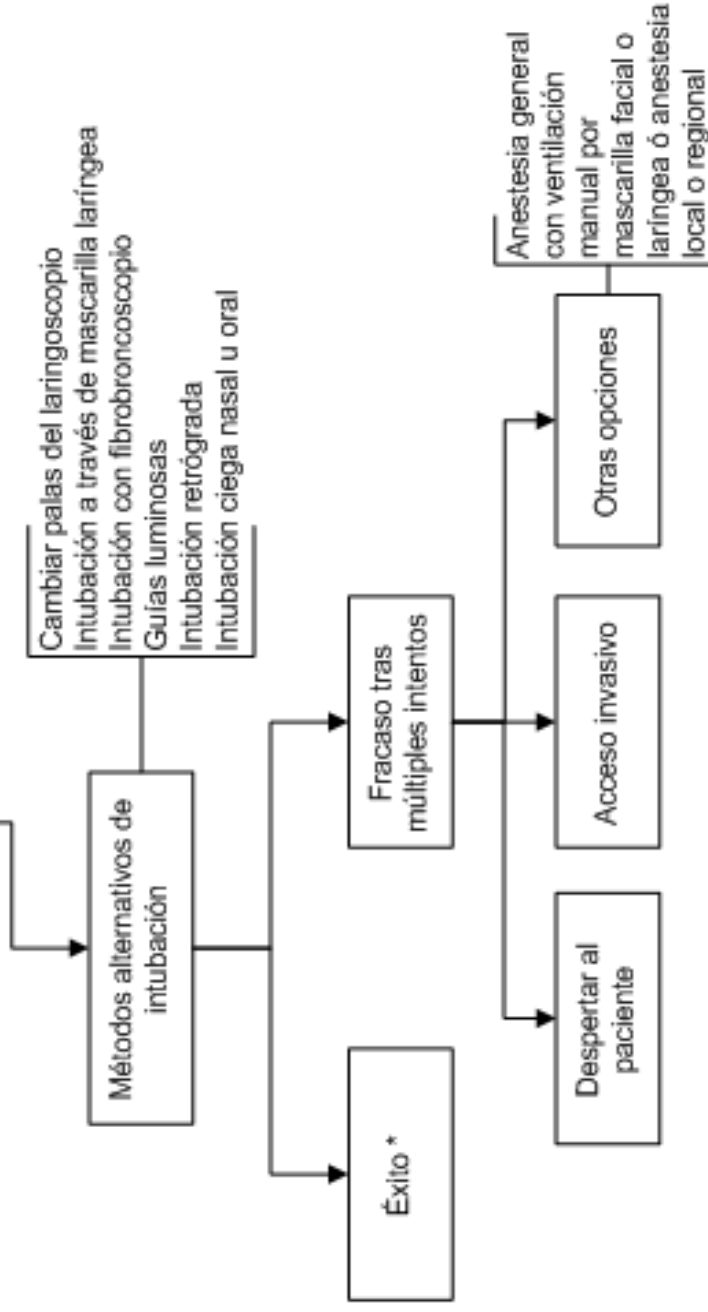 Métodos alternativos de
intubación
Cambiar palas del laringoscopio
Intubación a través de mascarilla laríngea
Intubación con fibrobroncoscopio
Guías luminosas
Intubación retrógrada
Intubación ciega nasal u oral
Éxito *
Fracaso tras
múltiples intentos
Despertar al
paciente
Acceso invasivo
Otras opciones
Anestesia general
con ventilación
manual por
mascarilla facial o
laríngea ó anestesia
local o regional